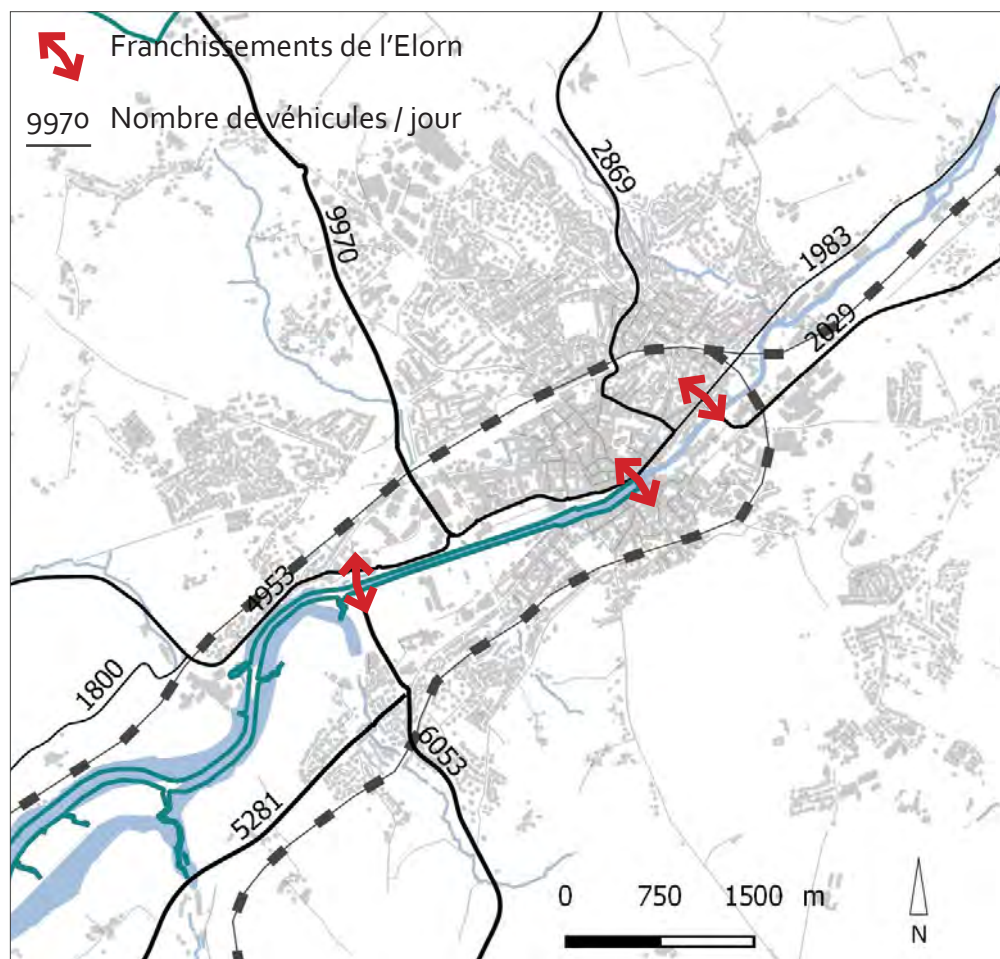 Franchissements de l'Elorn
9970 Nombre de véhicules / jour
2869
9970
1983
2029
4953
1800
6053
5281
0 750 1500 m
N